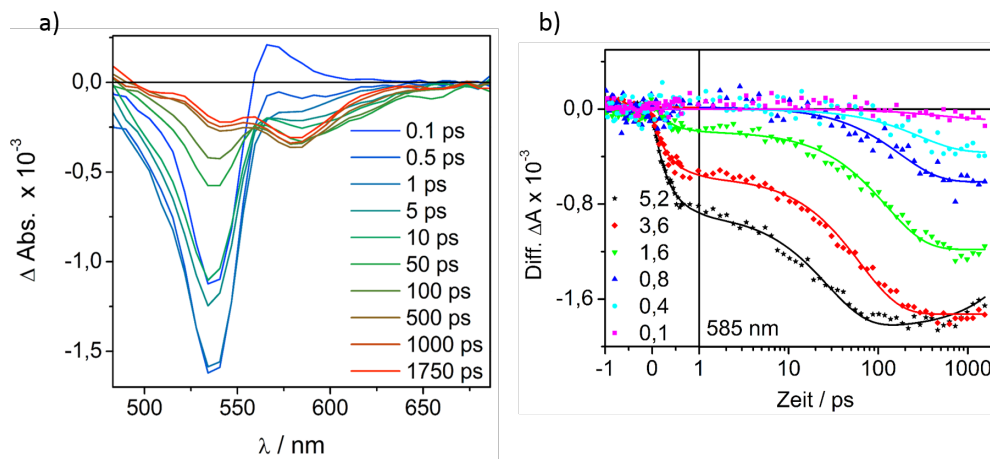 a)
Δ Abs. x 10⁻³
0.0
-0.5
-1.0
-1.5
500
550
600
650
λ / nm
0.1 ps
0.5 ps
1 ps
5 ps
10 ps
50 ps
100 ps
500 ps
1000 ps
1750 ps
b)
Diff. ΔA x 10⁻³
0,0
-0,8
-1,6
-1
0
1
10
100
1000
Zeit / ps
5,2
3,6
1,6
0,8
0,4
0,1
585 nm